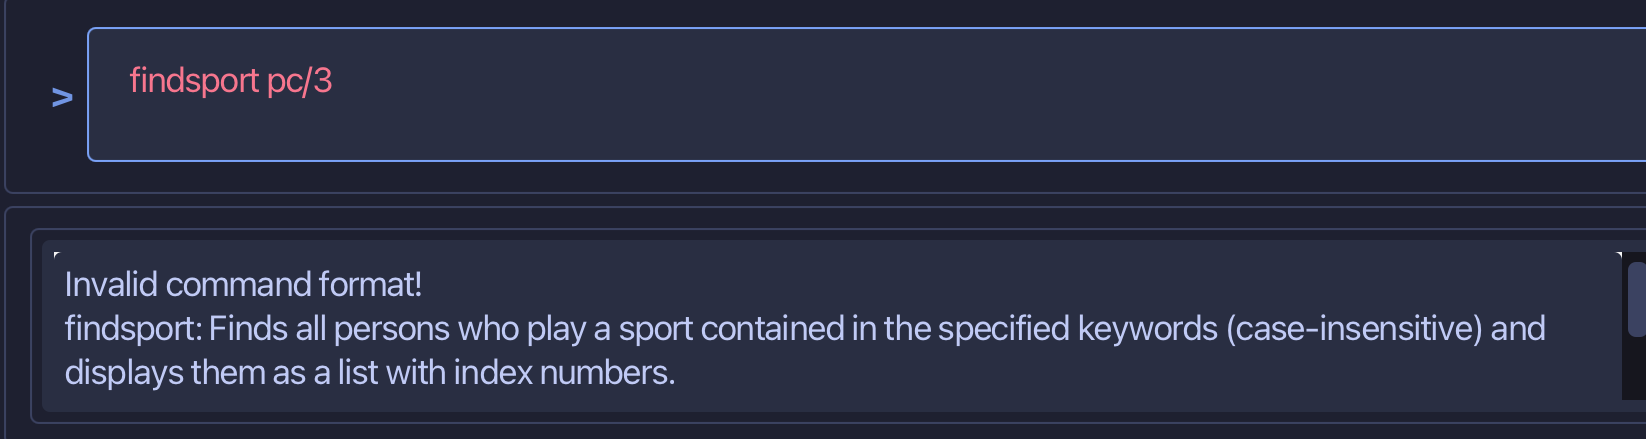 > findsport pc/3
Invalid command format!
findsport: Finds all persons who play a sport contained in the specified keywords (case-insensitive) and
displays them as a list with index numbers.